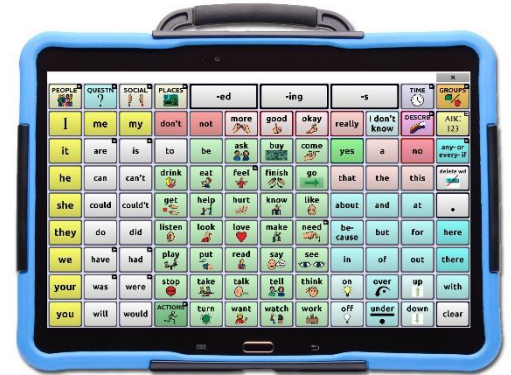 PEOPLE QUESTN SOCIAL PLACES -ed -ing -s TIME GROUPS
I me my don't not more good okay really I don't know DESCRB ABC 123
it are is to be ask buy come yes a no any-or every-if
he can can't drink eat feel finish go that the this delete wd
she could couldn't get help hurt know like about and at .
they do did listen look love make need be-cause but for here
we have had play put read say see in of out there
your was were stop take talk tell think on over up with
you will would ACTIONS turn want watch work off under down clear